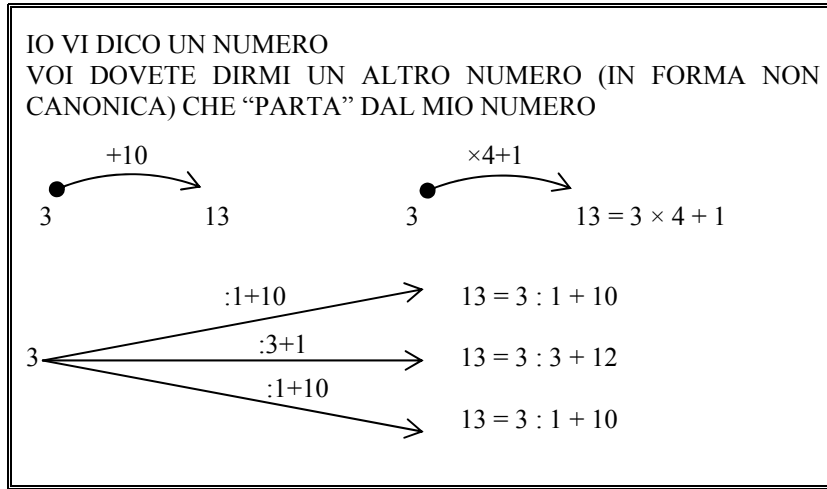 IO VI DICO UN NUMERO
VOI DOVETE DIRMI UN ALTRO NUMERO (IN FORMA NON
CANONICA) CHE “PARTA” DAL MIO NUMERO
+10 ×4+1
3 13 3 13 = 3 × 4 + 1
:1+10 13 = 3 : 1 + 10
3 :3+1 13 = 3 : 3 + 12
:1+10
13 = 3 : 1 + 10